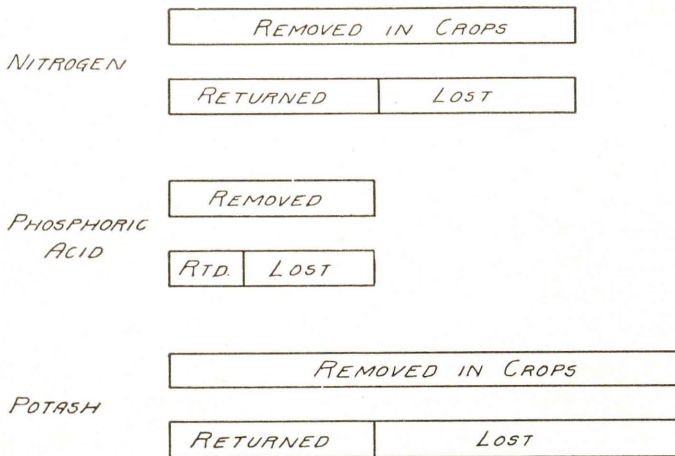 REMOVED IN CROPS
NITROGEN
RETURNED LOST
REMOVED
PHOSPHORIC
ACID
RTD. LOST
REMOVED IN CROPS
POTASH
RETURNED LOST